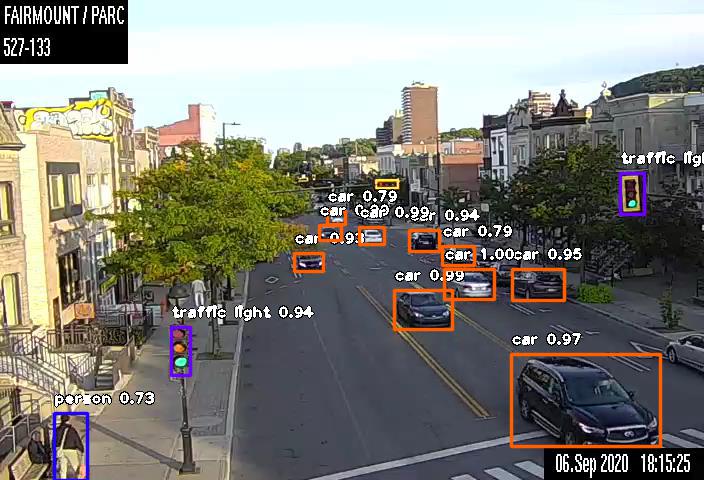 FAIRMOUNT / PARC
527-133
traffic lig
car 0.79
car 0.99
car 0.94
car 0.93
car 0.79
car 1.00
car 0.95
car 0.99
traffic light 0.94
car 0.97
person 0.73
06.Sep 2020 18:15:25